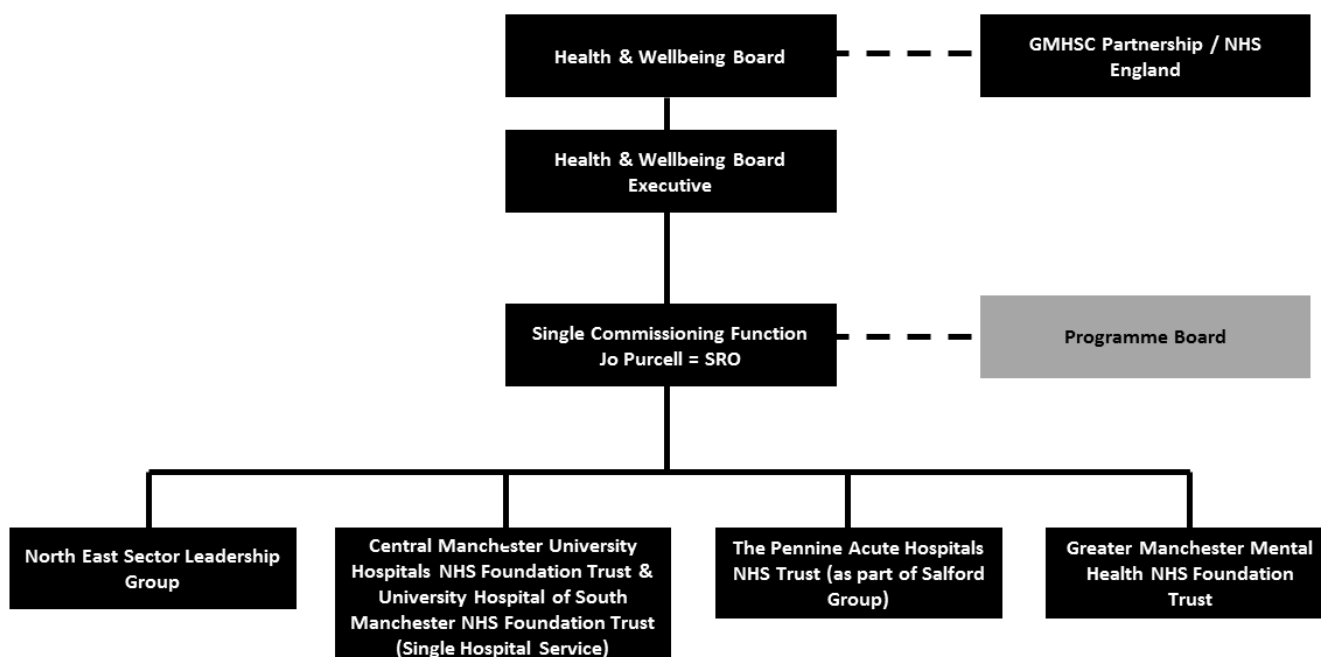 Health & Wellbeing Board
GMHSC Partnership / NHS
England
Health & Wellbeing Board
Executive
Single Commissioning Function
Jo Purcell = SRO
Programme Board
North East Sector Leadership
Group
Central Manchester University
Hospitals NHS Foundation Trust &
University Hospital of South
Manchester NHS Foundation Trust
(Single Hospital Service)
The Pennine Acute Hospitals
NHS Trust (as part of Salford
Group)
Greater Manchester Mental
Health NHS Foundation
Trust